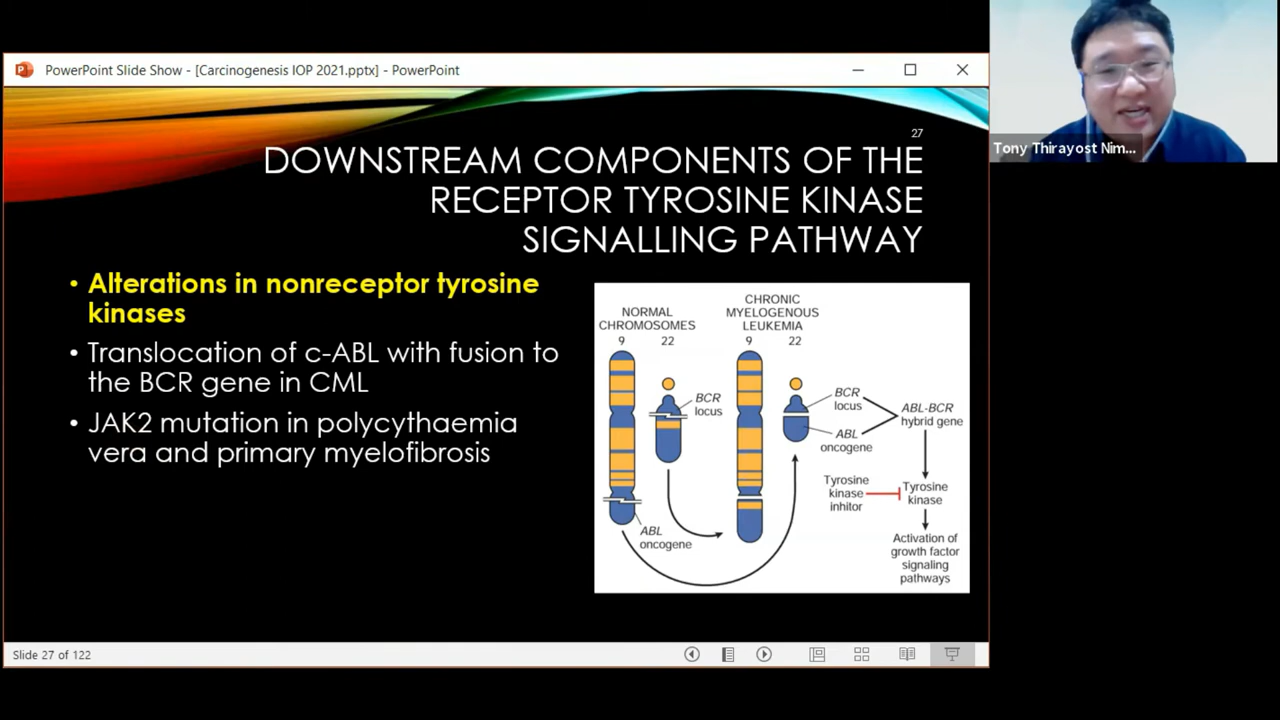 PowerPoint Slide Show - [Carcinogenesis IOP 2021.pptx] - PowerPoint
Tony Thirayost Nim...
27
DOWNSTREAM COMPONENTS OF THE
RECEPTOR TYROSINE KINASE
SIGNALLING PATHWAY
• Alterations in nonreceptor tyrosine
kinases
• Translocation of c-ABL with fusion to
the BCR gene in CML
• JAK2 mutation in polycythaemia
vera and primary myelofibrosis
NORMAL
CHROMOSOMES
9 22
CHRONIC
MYELOGENOUS
LEUKEMIA
9 22
BCR
locus
ABL
oncogene
BCR
locus
ABL
oncogene
ABL-BCR
hybrid gene
Tyrosine
kinase
inhitor
Tyrosine
kinase
Activation of
growth factor
signaling
pathways
Slide 27 of 122